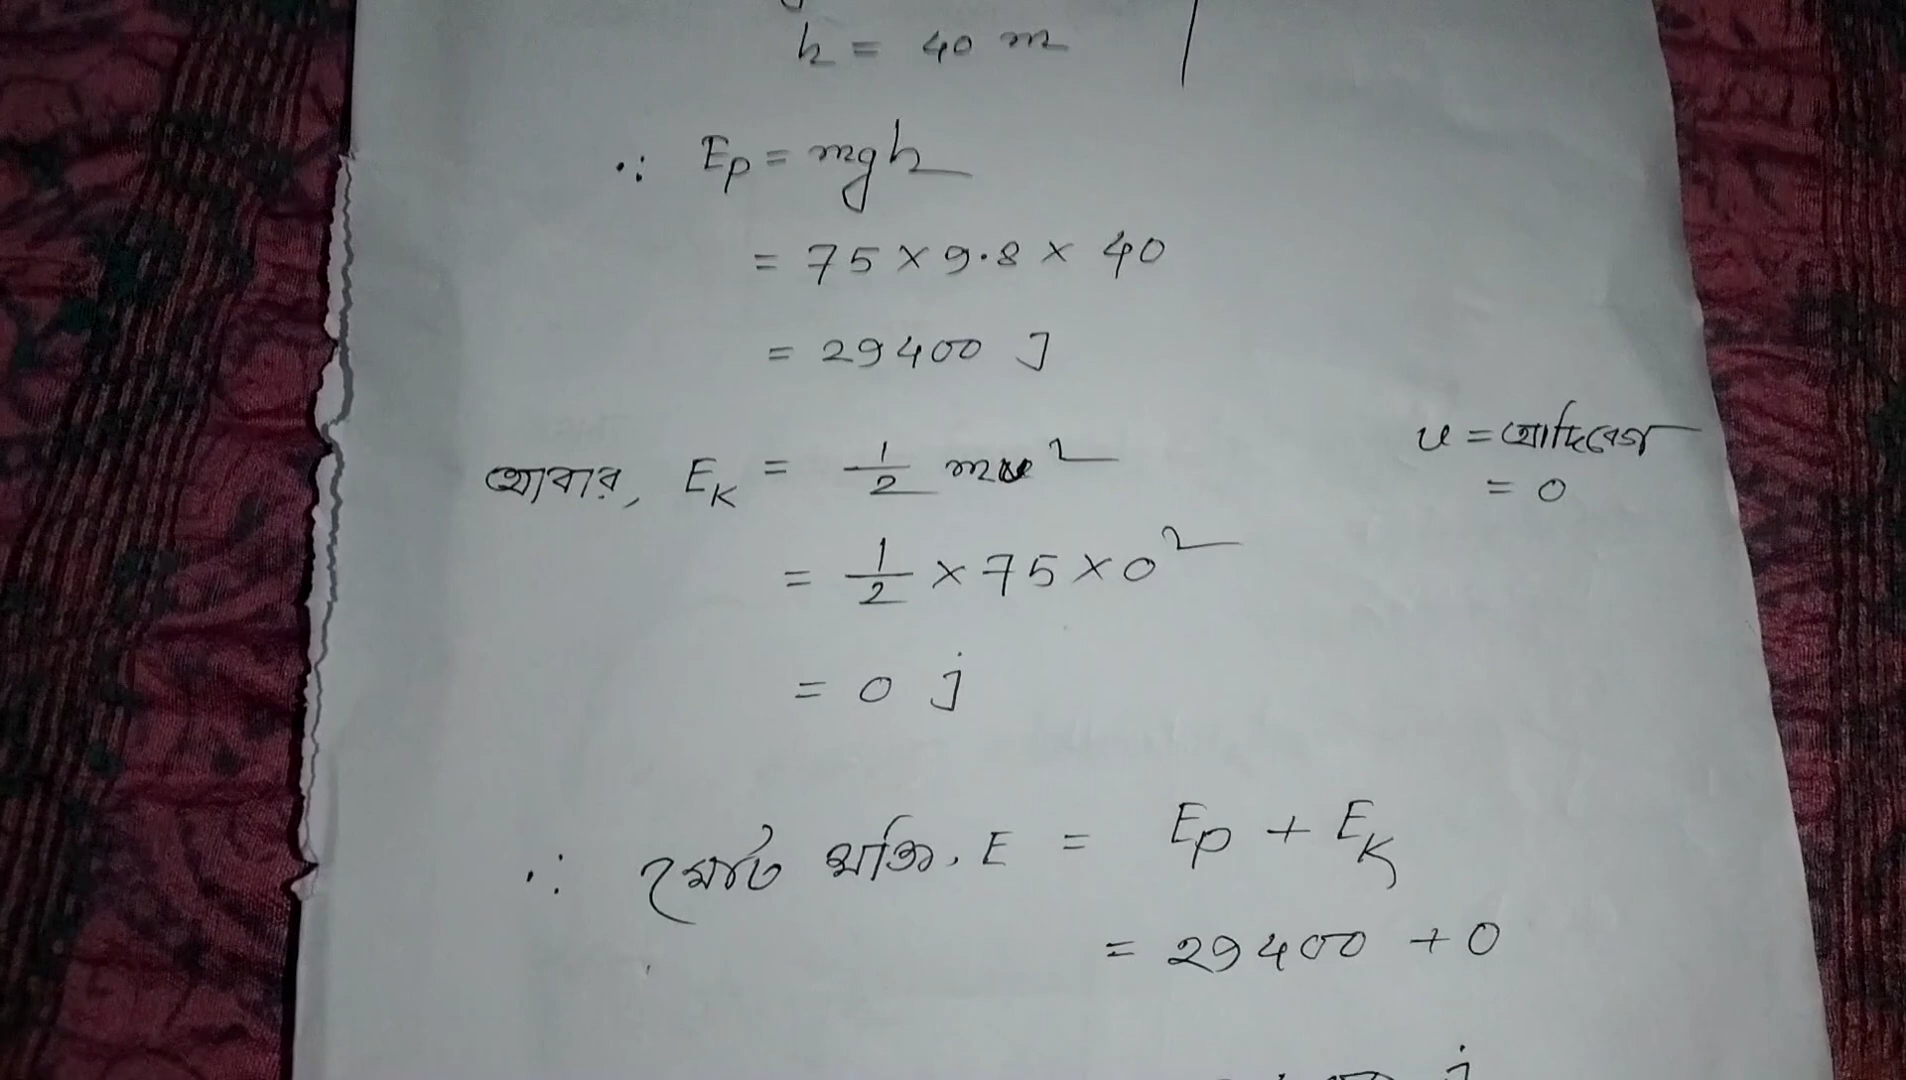 h = 40 m
∴ Ep = mgh
= 75 × 9.8 × 40
= 29400 J
u = আদিবেগ
= 0
আবার, EK = 1/2 mu²
= 1/2 × 75 × 0²
= 0 j
∴ মোট শক্তি, E = Ep + EK
= 29400 + 0
j